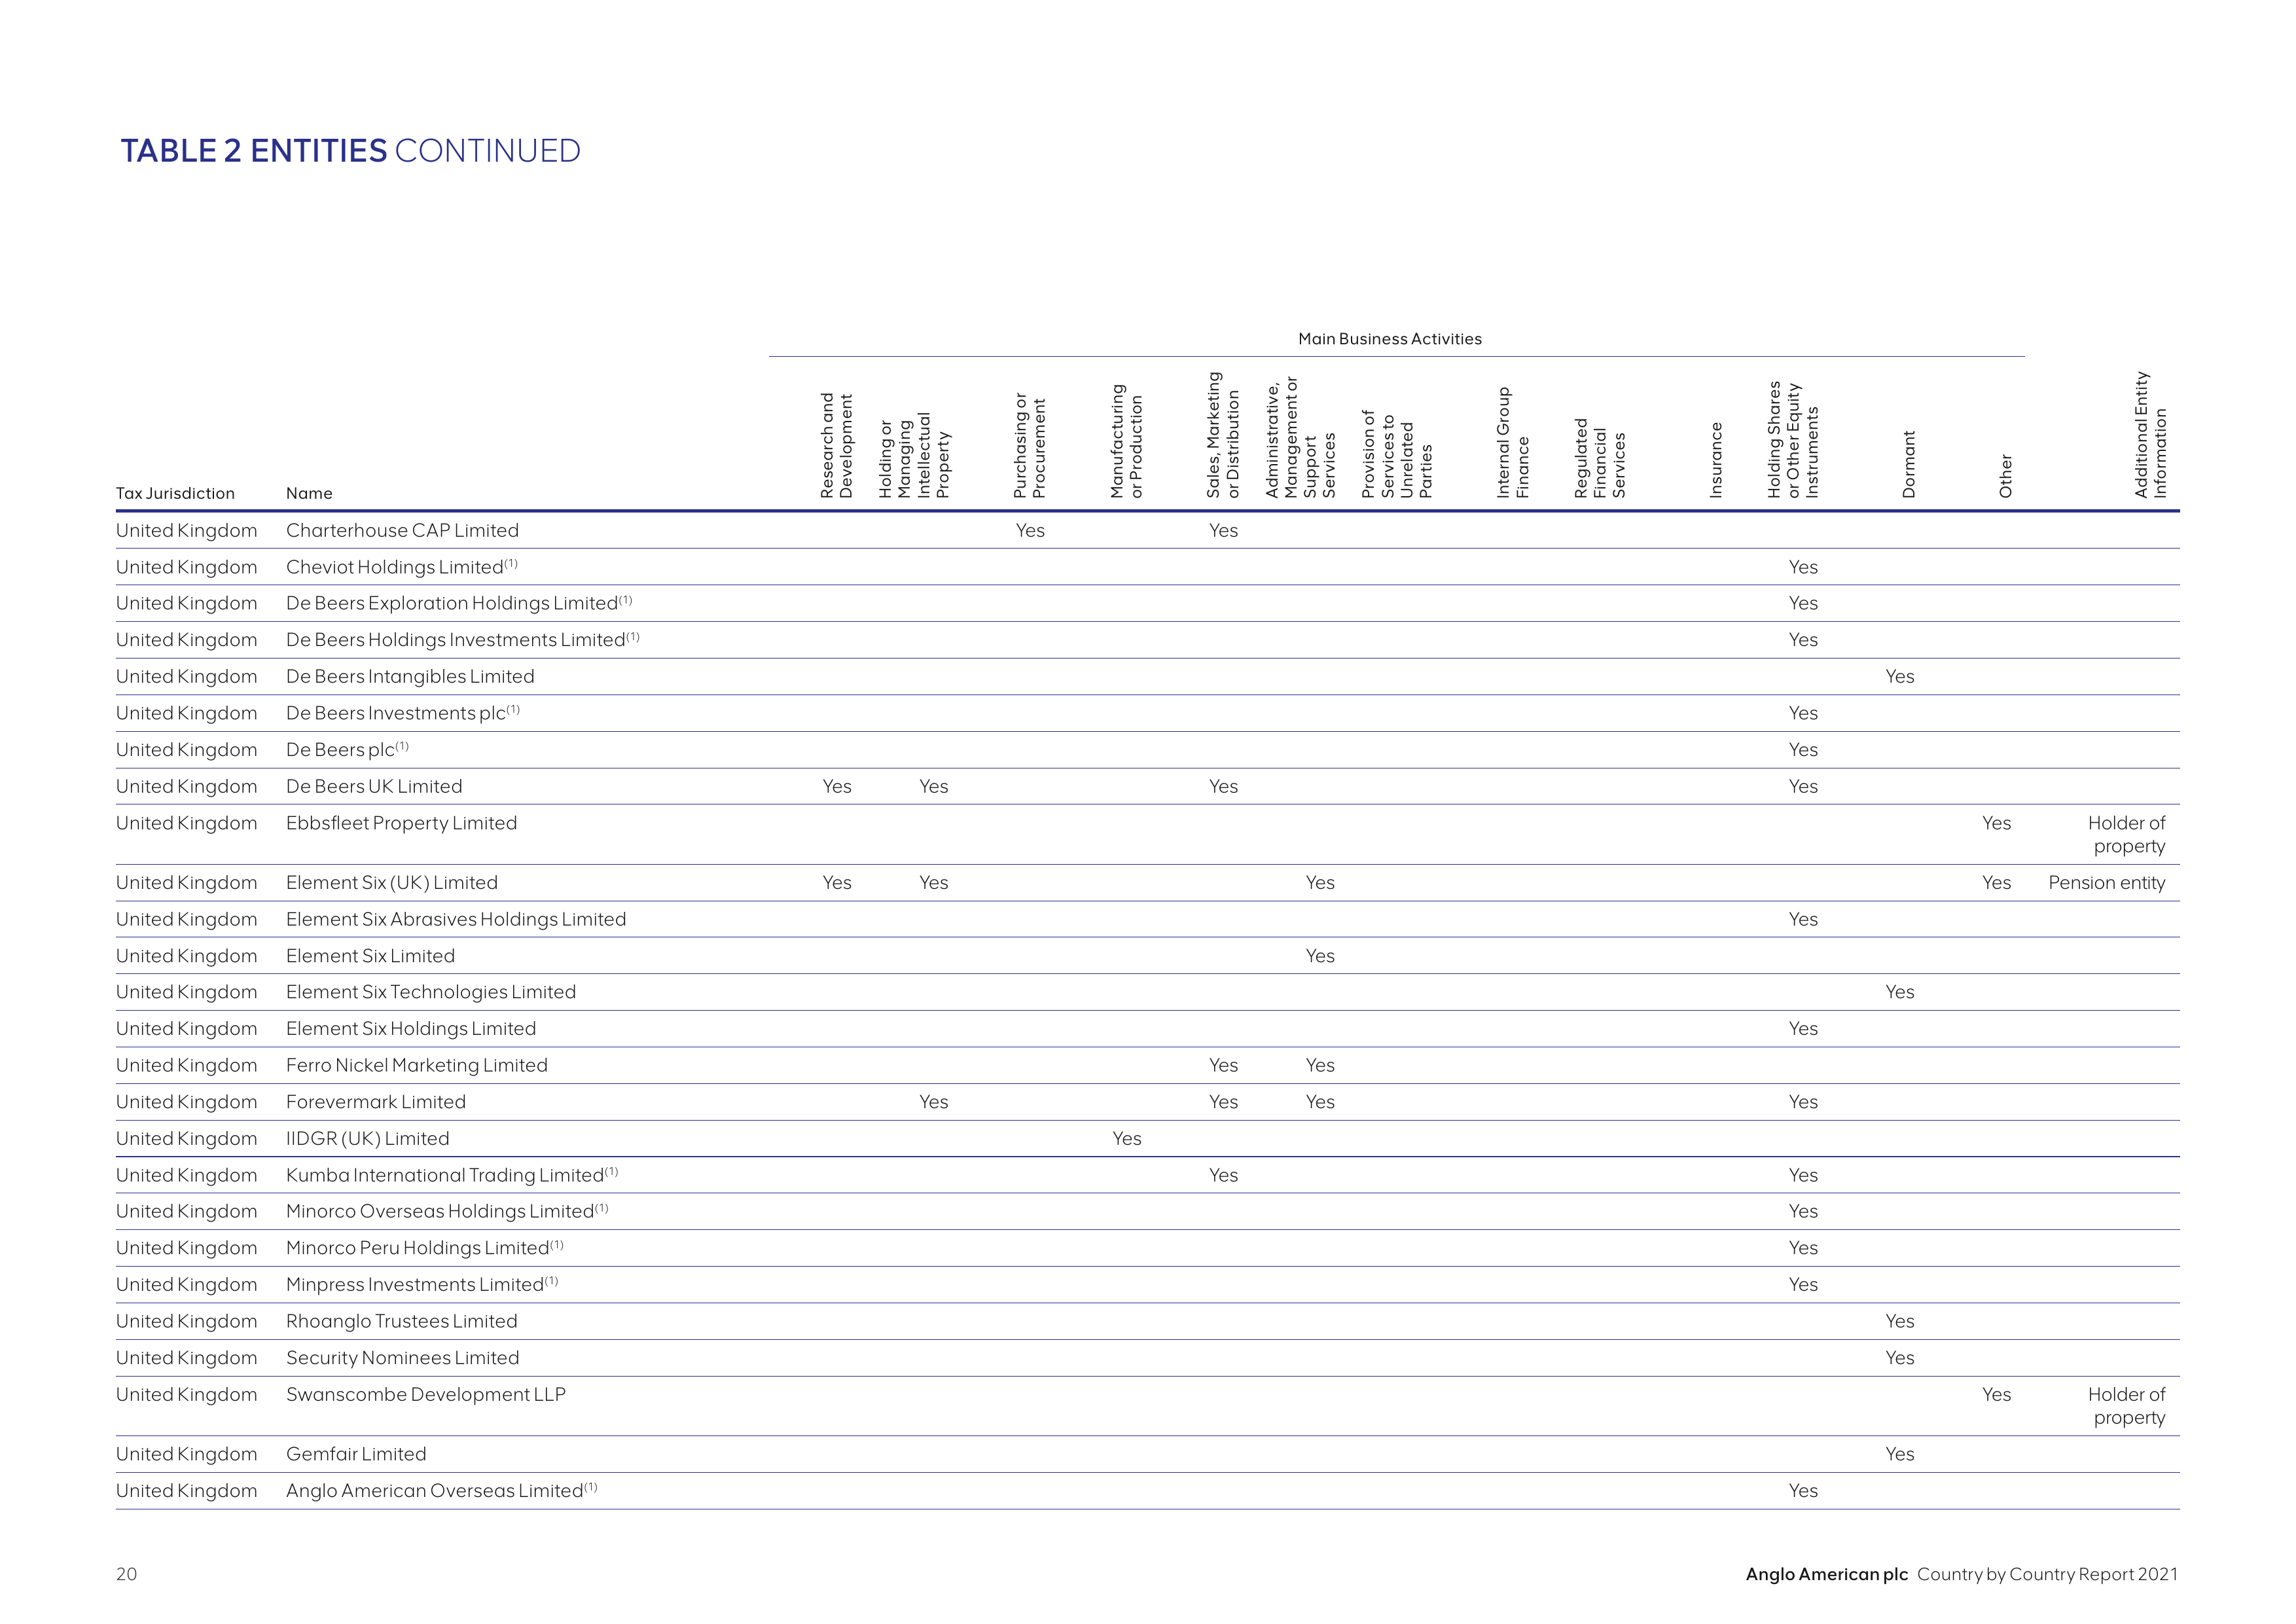 TABLE 2 ENTITIES CONTINUED
Main Business Activities
Tax Jurisdiction Name
Research and
Development
Holding or
Managing
Intellectual
Property
Purchasing or
Procurement
Manufacturing
or Production
Sales, Marketing
or Distribution
Administrative,
Management or
Support
Services
Provision of
Services to
Unrelated
Parties
Internal Group
Finance
Regulated
Financial
Services
Insurance
Holding Shares
or Other Equity
Instruments
Dormant
Other
Additional Entity
Information
United Kingdom Charterhouse CAP Limited Yes Yes
United Kingdom Cheviot Holdings Limited(1) Yes
United Kingdom De Beers Exploration Holdings Limited(1) Yes
United Kingdom De Beers Holdings Investments Limited(1) Yes
United Kingdom De Beers Intangibles Limited Yes
United Kingdom De Beers Investments plc(1) Yes
United Kingdom De Beers plc(1) Yes
United Kingdom De Beers UK Limited Yes Yes Yes Yes
United Kingdom Ebbsfleet Property Limited Yes Holder of
property
United Kingdom Element Six (UK) Limited Yes Yes Yes Yes Pension entity
United Kingdom Element Six Abrasives Holdings Limited Yes
United Kingdom Element Six Limited Yes
United Kingdom Element Six Technologies Limited Yes
United Kingdom Element Six Holdings Limited Yes
United Kingdom Ferro Nickel Marketing Limited Yes Yes
United Kingdom Forevermark Limited Yes Yes Yes Yes
United Kingdom IIDGR (UK) Limited Yes
United Kingdom Kumba International Trading Limited(1) Yes Yes
United Kingdom Minorco Overseas Holdings Limited(1) Yes
United Kingdom Minorco Peru Holdings Limited(1) Yes
United Kingdom Minpress Investments Limited(1) Yes
United Kingdom Rhoanglo Trustees Limited Yes
United Kingdom Security Nominees Limited Yes
United Kingdom Swanscombe Development LLP Yes Holder of
property
United Kingdom Gemfair Limited Yes
United Kingdom Anglo American Overseas Limited(1) Yes
20 Anglo American plc Country by Country Report 2021